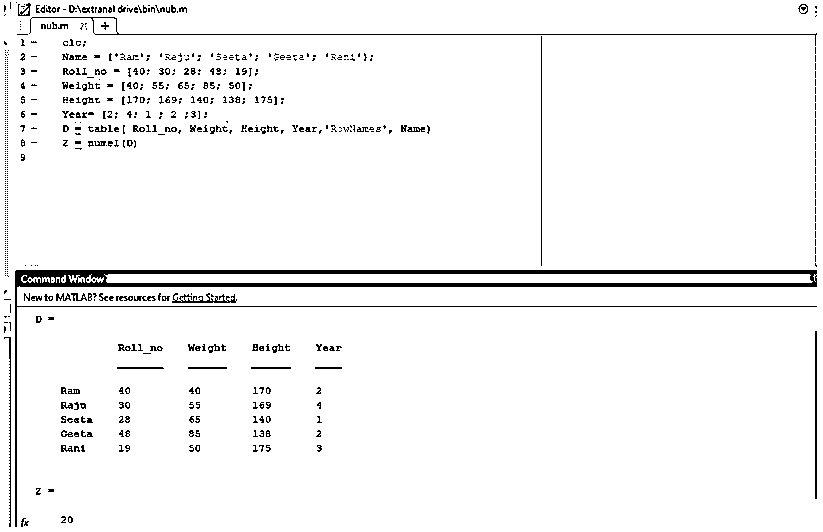 Editor - D:\extranal drive\bin\nub.m
nub.m × +
1 - clc;
2 - Name = {'Ram'; 'Raju'; 'Seeta'; 'Geeta'; 'Rani'};
3 - Roll_no = [40; 30; 28; 48; 19];
4 - Weight = [40; 55; 65; 85; 50];
5 - Height = [170; 169; 140; 138; 175];
6 - Year= [2; 4; 1 ; 2 ;3];
7 - D = table( Roll_no, Weight, Height, Year,'RowNames', Name)
8 - Z = numel(D)
9
Command Window
New to MATLAB? See resources for Getting Started.
D =
Roll_no Weight Height Year
Ram 40 40 170 2
Raju 30 55 169 4
Seeta 28 65 140 1
Geeta 48 85 138 2
Rani 19 50 175 3
Z =
fx 20